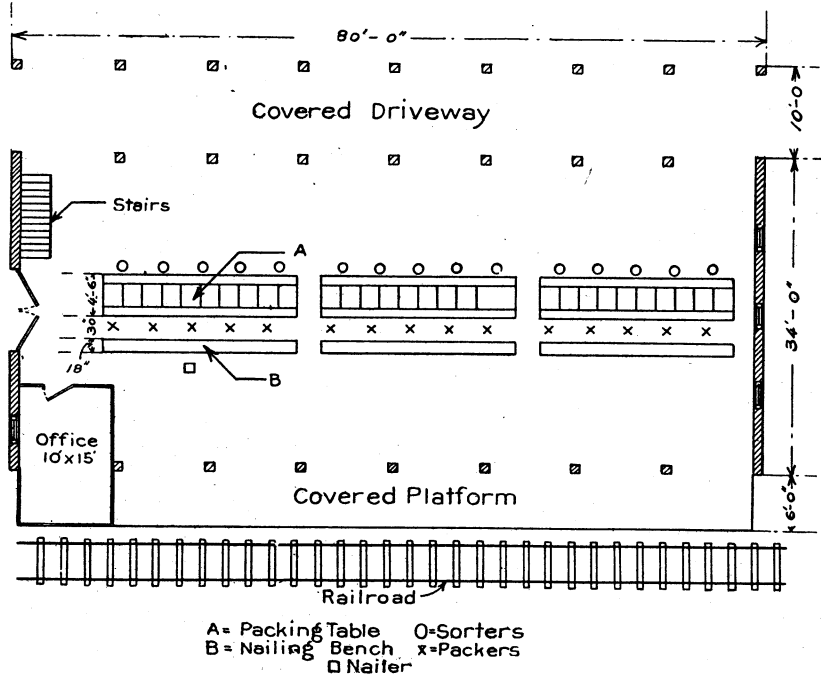 80'-0"
Covered Driveway
10'-0
Stairs
A
4'-6"
30"
18"
B
34'-0"
Office
10'x15'
Covered Platform
6'-0"
Railroad
A= Packing Table O=Sorters
B= Nailing Bench x=Packers
□ Nailer